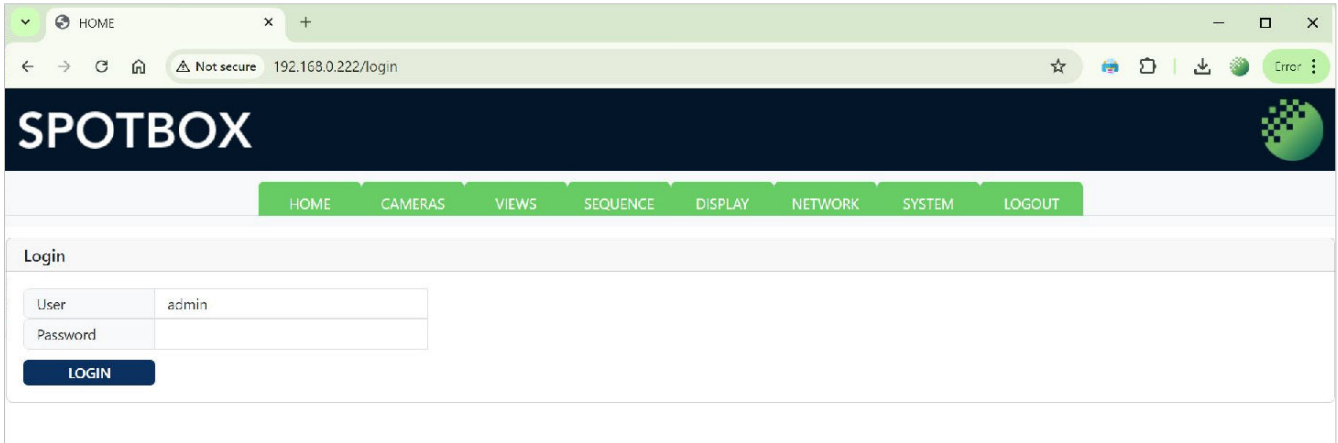 HOME
Not secure 192.168.0.222/login Error
SPOTBOX
HOME CAMERAS VIEWS SEQUENCE DISPLAY NETWORK SYSTEM LOGOUT
Login
User admin
Password
LOGIN